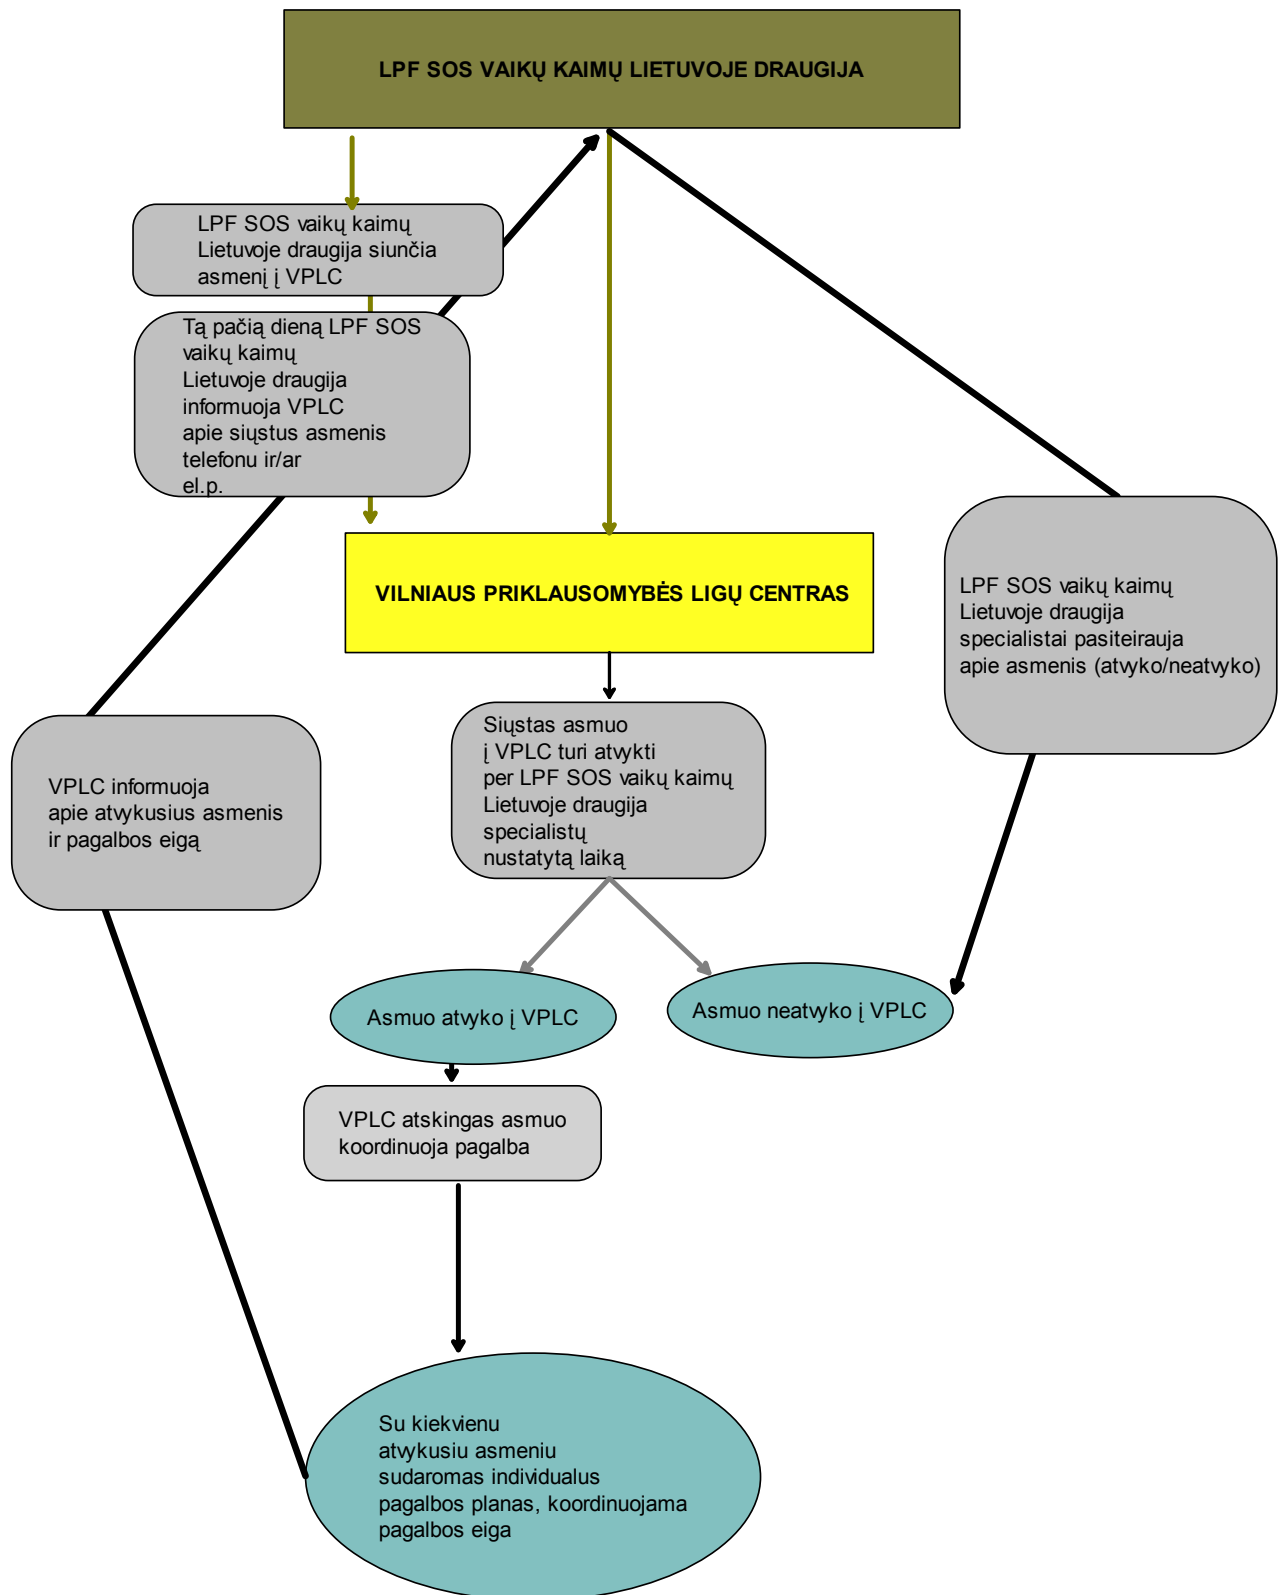 LPF SOS VAIKŲ KAIMŲ LIETUVOJE DRAUGIJA
LPF SOS vaikų kaimų
Lietuvoje draugija siunčia
asmenį į VPLC
Tą pačią dieną LPF SOS
vaikų kaimų
Lietuvoje draugija
informuoja VPLC
apie siųstus asmenis
telefonu ir/ar
el.p.
VILNIAUS PRIKLAUSOMYBĖS LIGŲ CENTRAS
LPF SOS vaikų kaimų
Lietuvoje draugija
specialistai pasiteirauja
apie asmenis (atvyko/neatvyko)
Siųstas asmuo
į VPLC turi atvykti
per LPF SOS vaikų kaimų
Lietuvoje draugija
specialistų
nustatytą laiką
VPLC informuoja
apie atvykusius asmenis
ir pagalbos eigą
Asmuo atvyko į VPLC
Asmuo neatvyko į VPLC
VPLC atskingas asmuo
koordinuoja pagalba
Su kiekvienu
atvykusiu asmeniu
sudaromas individualus
pagalbos planas, koordinuojama
pagalbos eiga